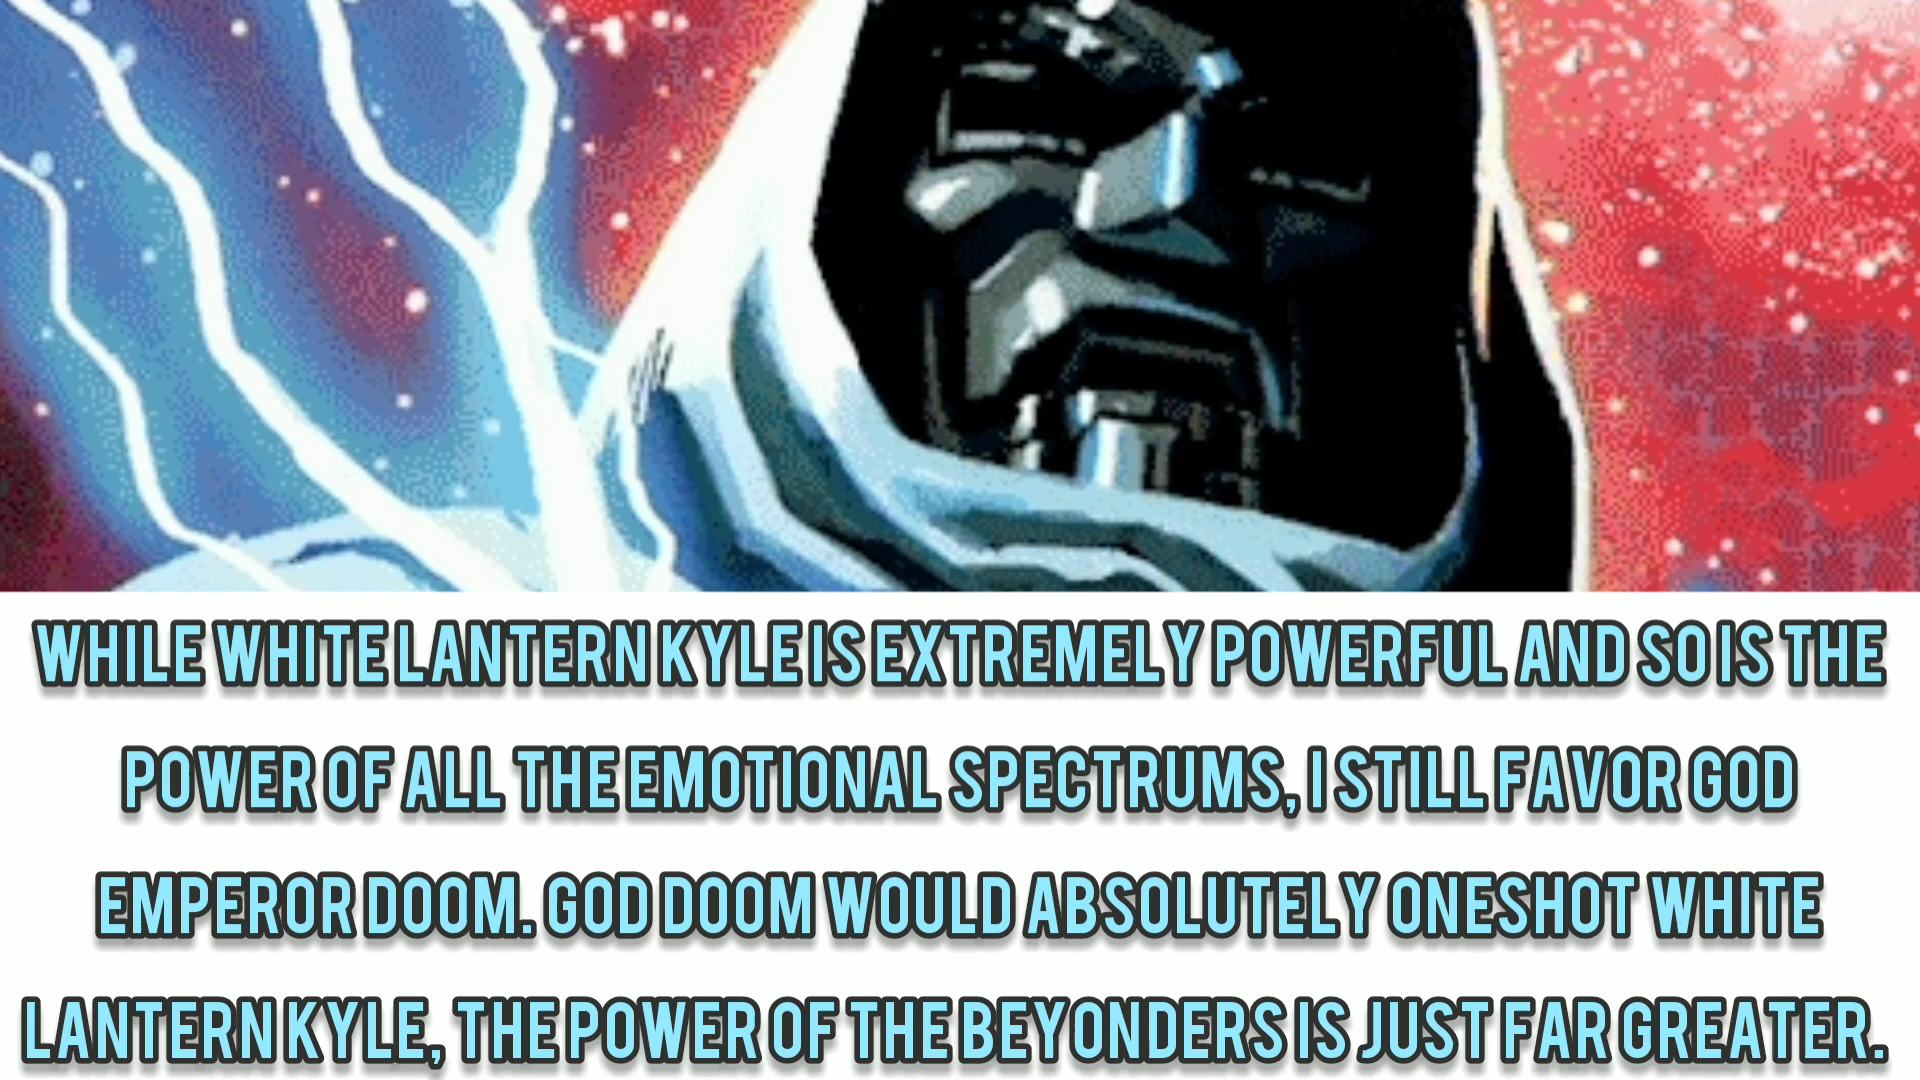 WHILE WHITE LANTERN KYLE IS EXTREMELY POWERFUL AND SO IS THE
POWER OF ALL THE EMOTIONAL SPECTRUMS, I STILL FAVOR GOD
EMPEROR DOOM. GOD DOOM WOULD ABSOLUTELY ONESHOT WHITE
LANTERN KYLE, THE POWER OF THE BEYONDERS IS JUST FAR GREATER.